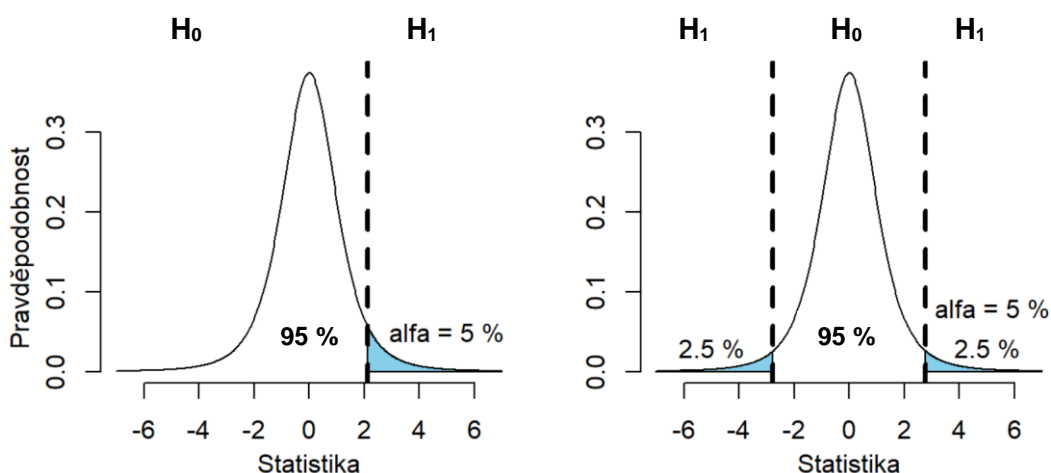 H₀ H₁
0.3
0.2
0.1
0.0
Pravděpodobnost
95 %
alfa = 5 %
-6 -4 -2 0 2 4 6
Statistika
H₁ H₀ H₁
0.3
0.2
0.1
0.0
2.5 %
95 %
alfa = 5 %
2.5 %
-6 -4 -2 0 2 4 6
Statistika